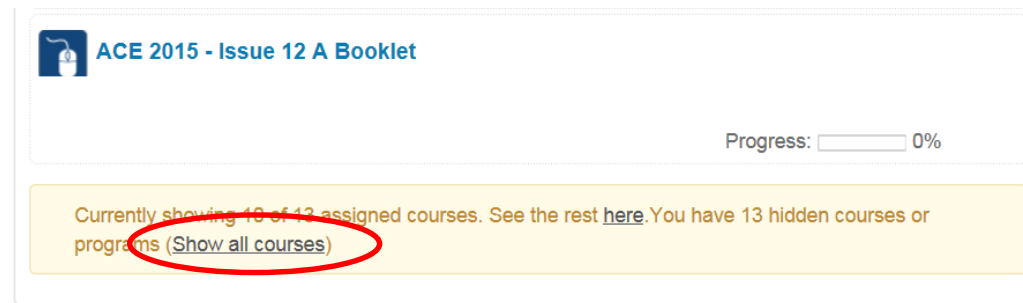 ACE 2015 - Issue 12 A Booklet
Progress: 0%
Currently showing 10 of 13 assigned courses. See the rest here.You have 13 hidden courses or
programs (Show all courses)